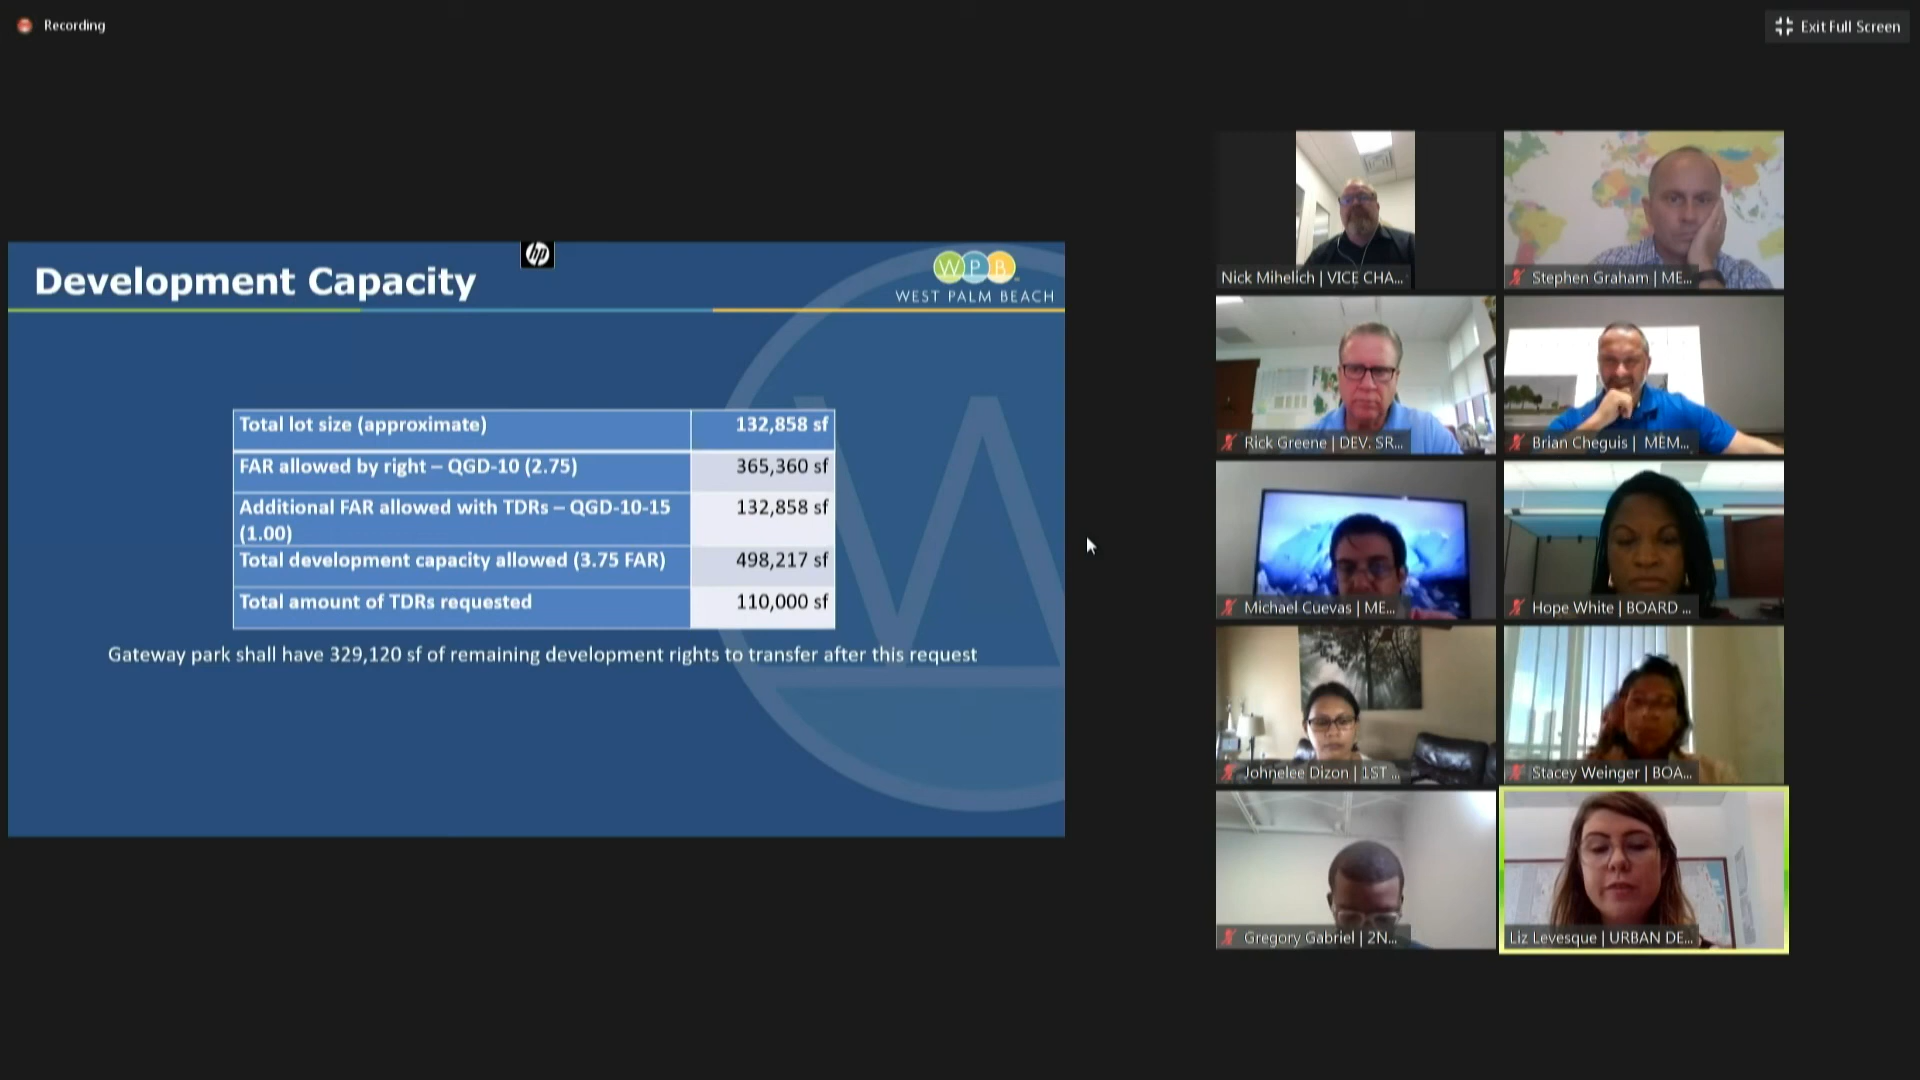 Recording
Exit Full Screen
hp
Development Capacity
WPB
WEST PALM BEACH
Total lot size (approximate) 132,858 sf
FAR allowed by right – QGD-10 (2.75) 365,360 sf
Additional FAR allowed with TDRs – QGD-10-15 132,858 sf
(1.00)
Total development capacity allowed (3.75 FAR) 498,217 sf
Total amount of TDRs requested 110,000 sf
Gateway park shall have 329,120 sf of remaining development rights to transfer after this request
Nick Mihelich | VICE CHA...
Stephen Graham | ME...
Rick Greene | DEV. SR...
Brian Cheguis | MEM...
Michael Cuevas | ME...
Hope White | BOARD ...
Johnelee Dizon | 1ST ...
Stacey Weinger | BOA...
Gregory Gabriel | 2N...
Liz Levesque | URBAN DE...